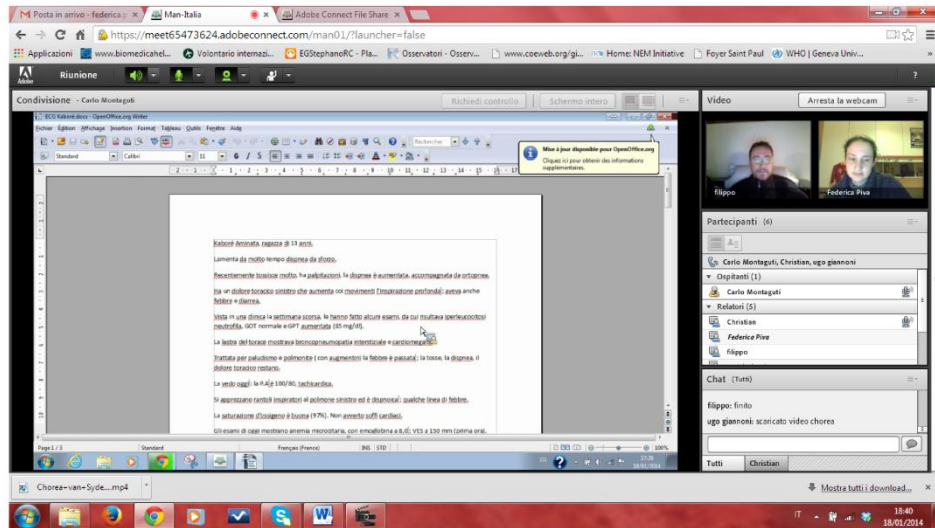 Posta in arrivo - federica.p
Man-Italia
Adobe Connect File Share
https://meet65473624.adobeconnect.com/man01/?launcher=false
Applicazioni
www.biomedicahel...
Volontario internazi...
EGStephanoRC - Pla...
Osservatori - Osserv...
www.coeweb.org/gi...
Home: NEM Initiative
Foyer Saint Paul
WHO | Geneva Univ...
Adobe
Riunione
?
Condivisione - Carlo Monteguti
Richiedi controllo
Schermo intero
ECG Kaboré.docx - OpenOffice.org Writer
Fichier Édition Affichage Insertion Format Tableau Outils Fenêtre Aide
Rechercher
Standard
Calibri
11
G I S
Mise à jour disponible pour OpenOffice.org
Cliquez ici pour obtenir des informations
supplémentaires.
Kaboré Aminata, ragazza di 13 anni.
Lamenta da molto tempo dispnea da sforzo.
Recentemente tossisce molto, ha palpitazioni, la dispnea è aumentata, accompagnata da ortopnea.
Ha un dolore toracico sinistro che aumenta coi movimenti (l'inspirazione profonda); aveva anche
febbre e diarrea.
Vista in una clinica la settimana scorsa, le hanno fatto alcuni esami, da cui risultava iperleucocitosi
neutrofila, GOT normale e GPT aumentata (85 mg/dl).
La lastra del torace mostrava broncopneumopatia interstiziale e cardiomegalia.
Trattata per paludismo e polmonite (con augmentin) la febbre è passata); la tosse, la dispnea, il
dolore toracico restano.
La vedo oggi: la P.A è 100/80, tachicardica.
Si apprezzano rantoli inspiratori al polmone sinistro ed è dispnoica; qualche linea di febbre.
La saturazione d'ossigeno è buona (97%). Non avverto soffi cardiaci.
Gli esami di oggi mostrano anemia microcitaria, con emoglobina a 8,0; VES a 150 mm (prima ora).
Page 1 / 3
Standard
Français (France)
INS
STD
100%
17:39
18/01/2014
Video
Arresta la webcam
filippo
Federica Piva
Partecipanti (6)
Carlo Monteguti, Christian, ugo giannoni
Ospitanti (1)
Carlo Monteguti
Relatori (5)
Christian
Federica Piva
filippo
Chat (Tutti)
filippo: finito
ugo giannoni: scaricato video chorea
Tutti
Christian
Chorea+van+Syde....mp4
Mostra tutti i download...
IT
18:40
18/01/2014